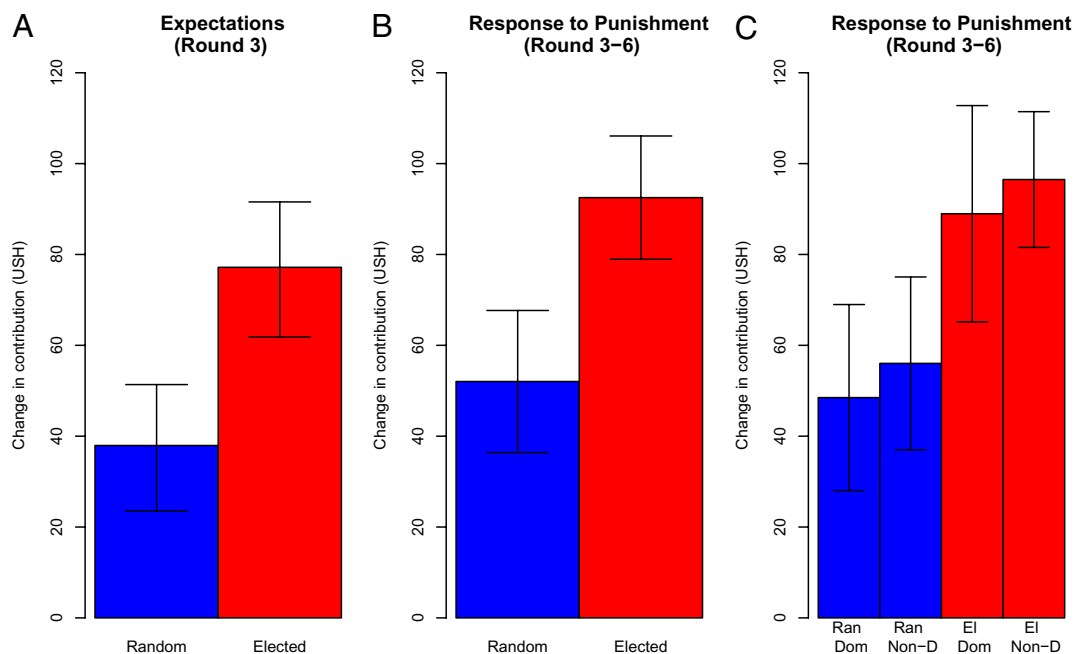 A
Expectations
(Round 3)
Change in contribution (USH)
0
20
40
60
80
100
120
Random
Elected
B
Response to Punishment
(Round 3−6)
Change in contribution (USH)
0
20
40
60
80
100
120
Random
Elected
C
Response to Punishment
(Round 3−6)
Change in contribution (USH)
0
20
40
60
80
100
120
Ran
Dom
Ran
Non−D
El
Dom
El
Non−D